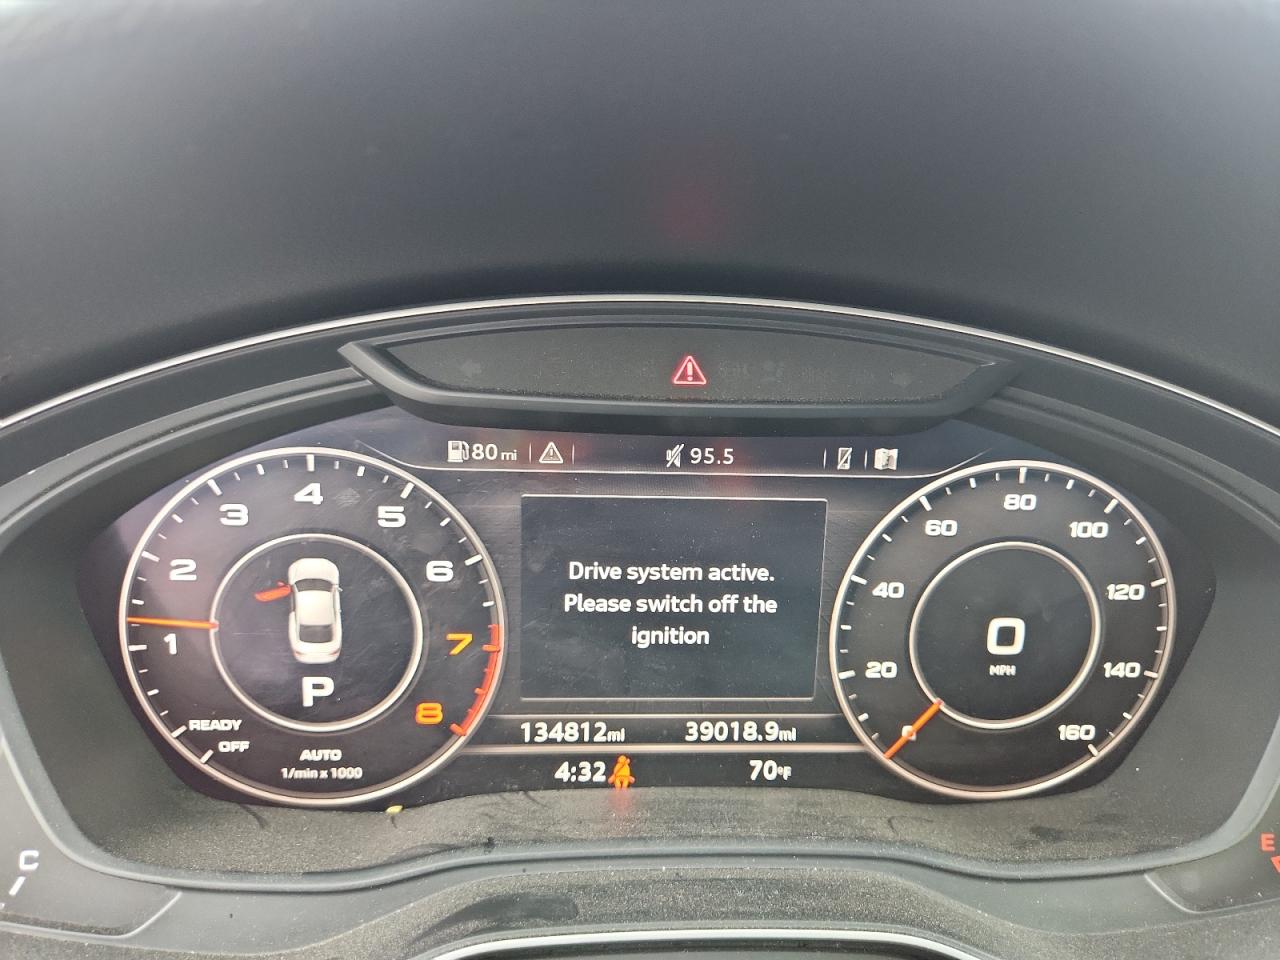 80 mi
95.5
1
2
3
4
5
6
7
8
P
READY
OFF
AUTO
1/min x 1000
Drive system active.
Please switch off the
ignition
0
20
40
60
80
100
120
140
160
0
MPH
134812mi
39018.9mi
4:32
70°F
C
E